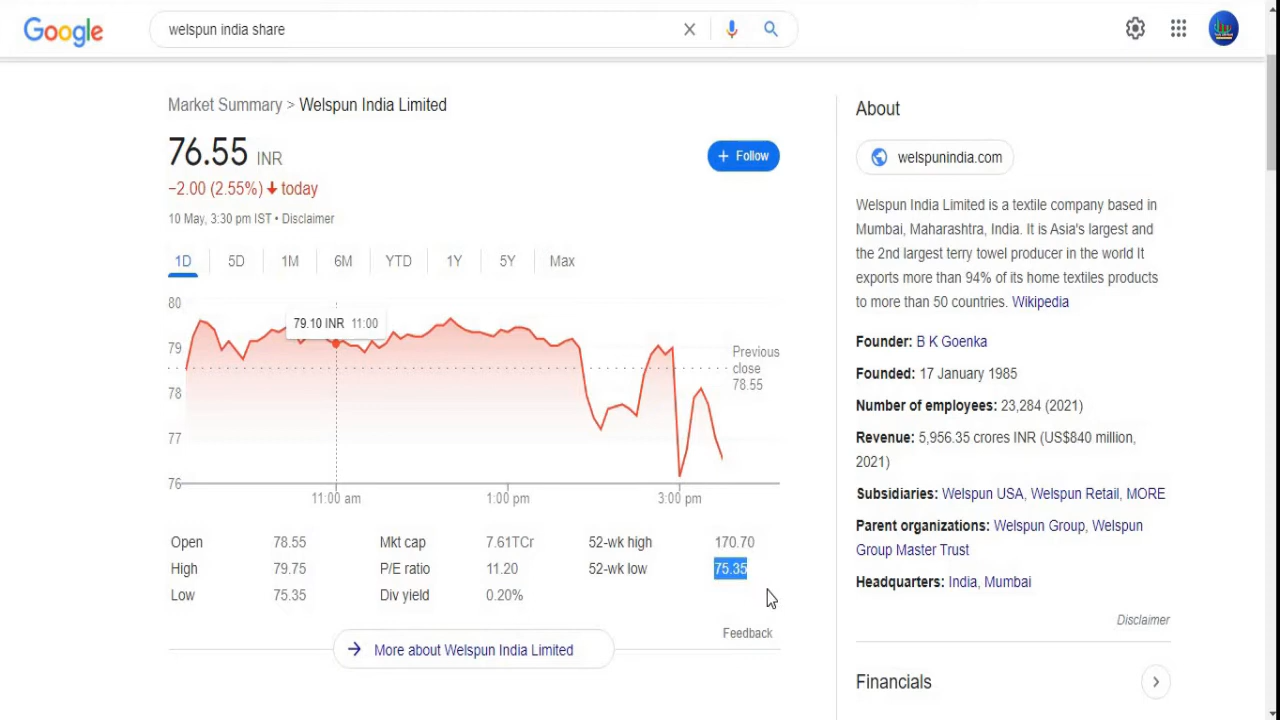 Google
welspun india share
Market Summary > Welspun India Limited
76.55 INR
−2.00 (2.55%) today
10 May, 3:30 pm IST • Disclaimer
+ Follow
1D 5D 1M 6M YTD 1Y 5Y Max
80
79
78
77
76
79.10 INR 11:00
Previous
close
78.55
11:00 am 1:00 pm 3:00 pm
Open 78.55 Mkt cap 7.61TCr 52-wk high 170.70
High 79.75 P/E ratio 11.20 52-wk low 75.35
Low 75.35 Div yield 0.20%
Feedback
More about Welspun India Limited
About
welspunindia.com
Welspun India Limited is a textile company based in
Mumbai, Maharashtra, India. It is Asia's largest and
the 2nd largest terry towel producer in the world It
exports more than 94% of its home textiles products
to more than 50 countries. Wikipedia
Founder: B K Goenka
Founded: 17 January 1985
Number of employees: 23,284 (2021)
Revenue: 5,956.35 crores INR (US$840 million,
2021)
Subsidiaries: Welspun USA, Welspun Retail, MORE
Parent organizations: Welspun Group, Welspun
Group Master Trust
Headquarters: India, Mumbai
Disclaimer
Financials